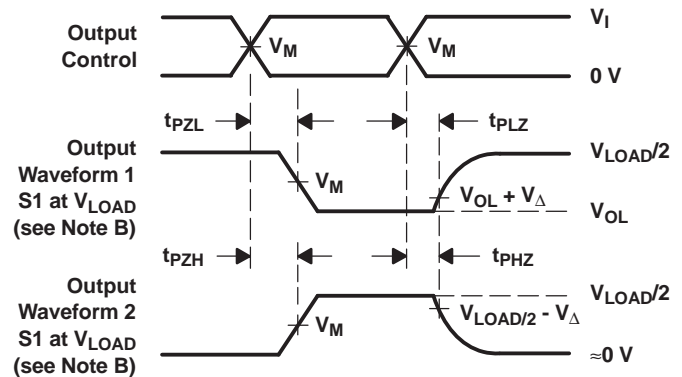 Output
Control
V_M
V_M
V_I
0 V
t_PZL
t_PLZ
Output
Waveform 1
S1 at V_LOAD
(see Note B)
V_M
V_OL + V_Δ
V_LOAD/2
V_OL
t_PZH
t_PHZ
Output
Waveform 2
S1 at V_LOAD
(see Note B)
V_M
V_LOAD/2 - V_Δ
V_LOAD/2
≈0 V